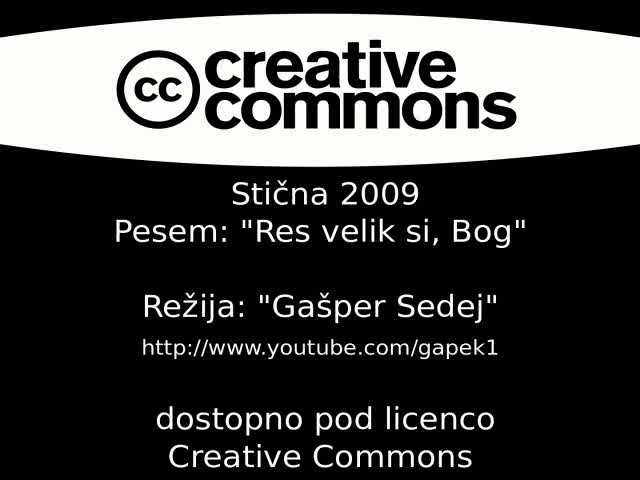 cc creative
commons
Stična 2009
Pesem: "Res velik si, Bog"
Režija: "Gašper Sedej"
http://www.youtube.com/gapek1
dostopno pod licenco
Creative Commons